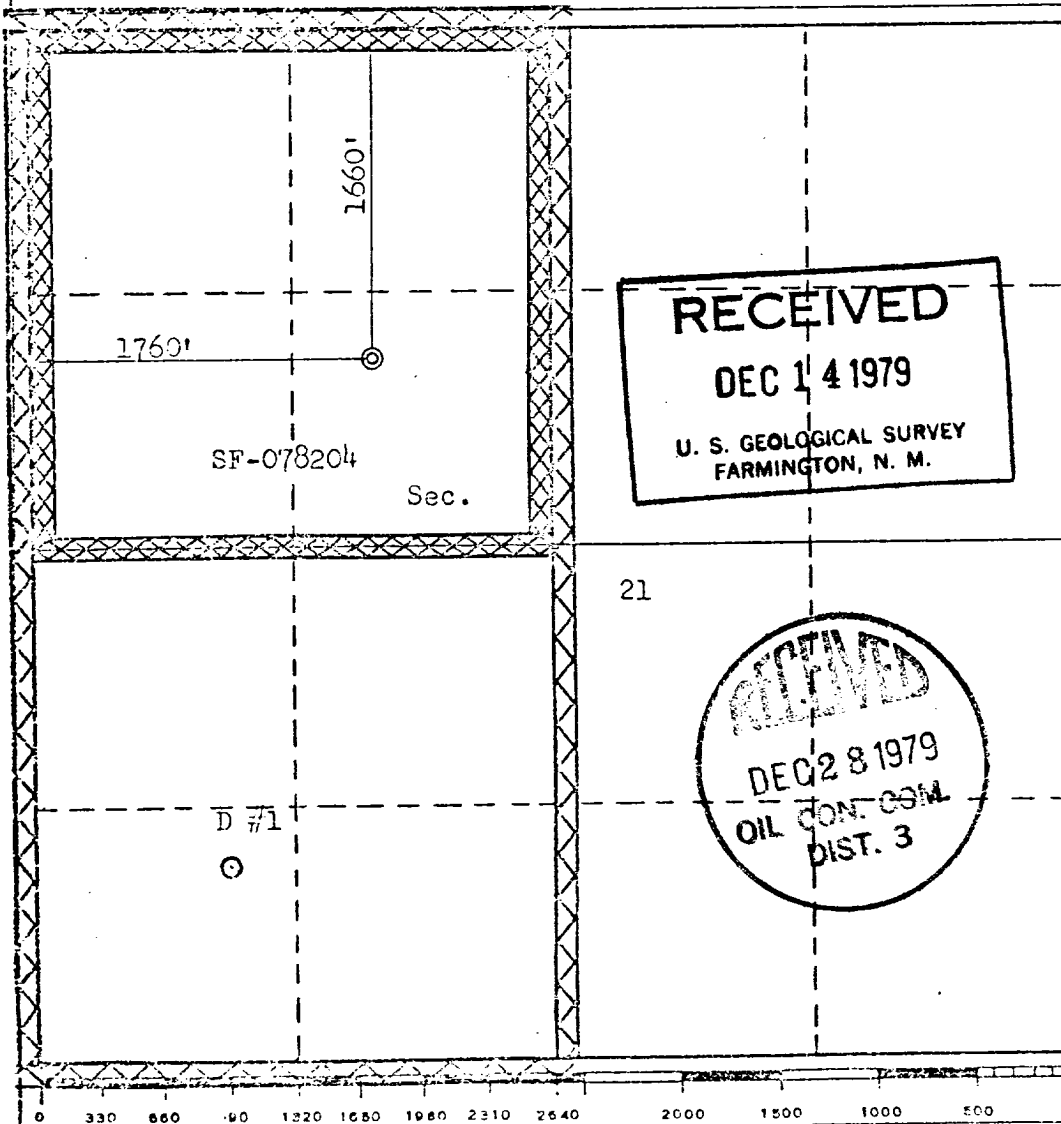 1660'
1760'
SF-078204
Sec.
RECEIVED
DEC 14 1979
U. S. GEOLOGICAL SURVEY
FARMINGTON, N. M.
21
RECEIVED
DEC 28 1979
OIL CON. COM.
DIST. 3
D #1
0 330 660 90 1320 1650 1980 2310 2640 2000 1500 1000 500